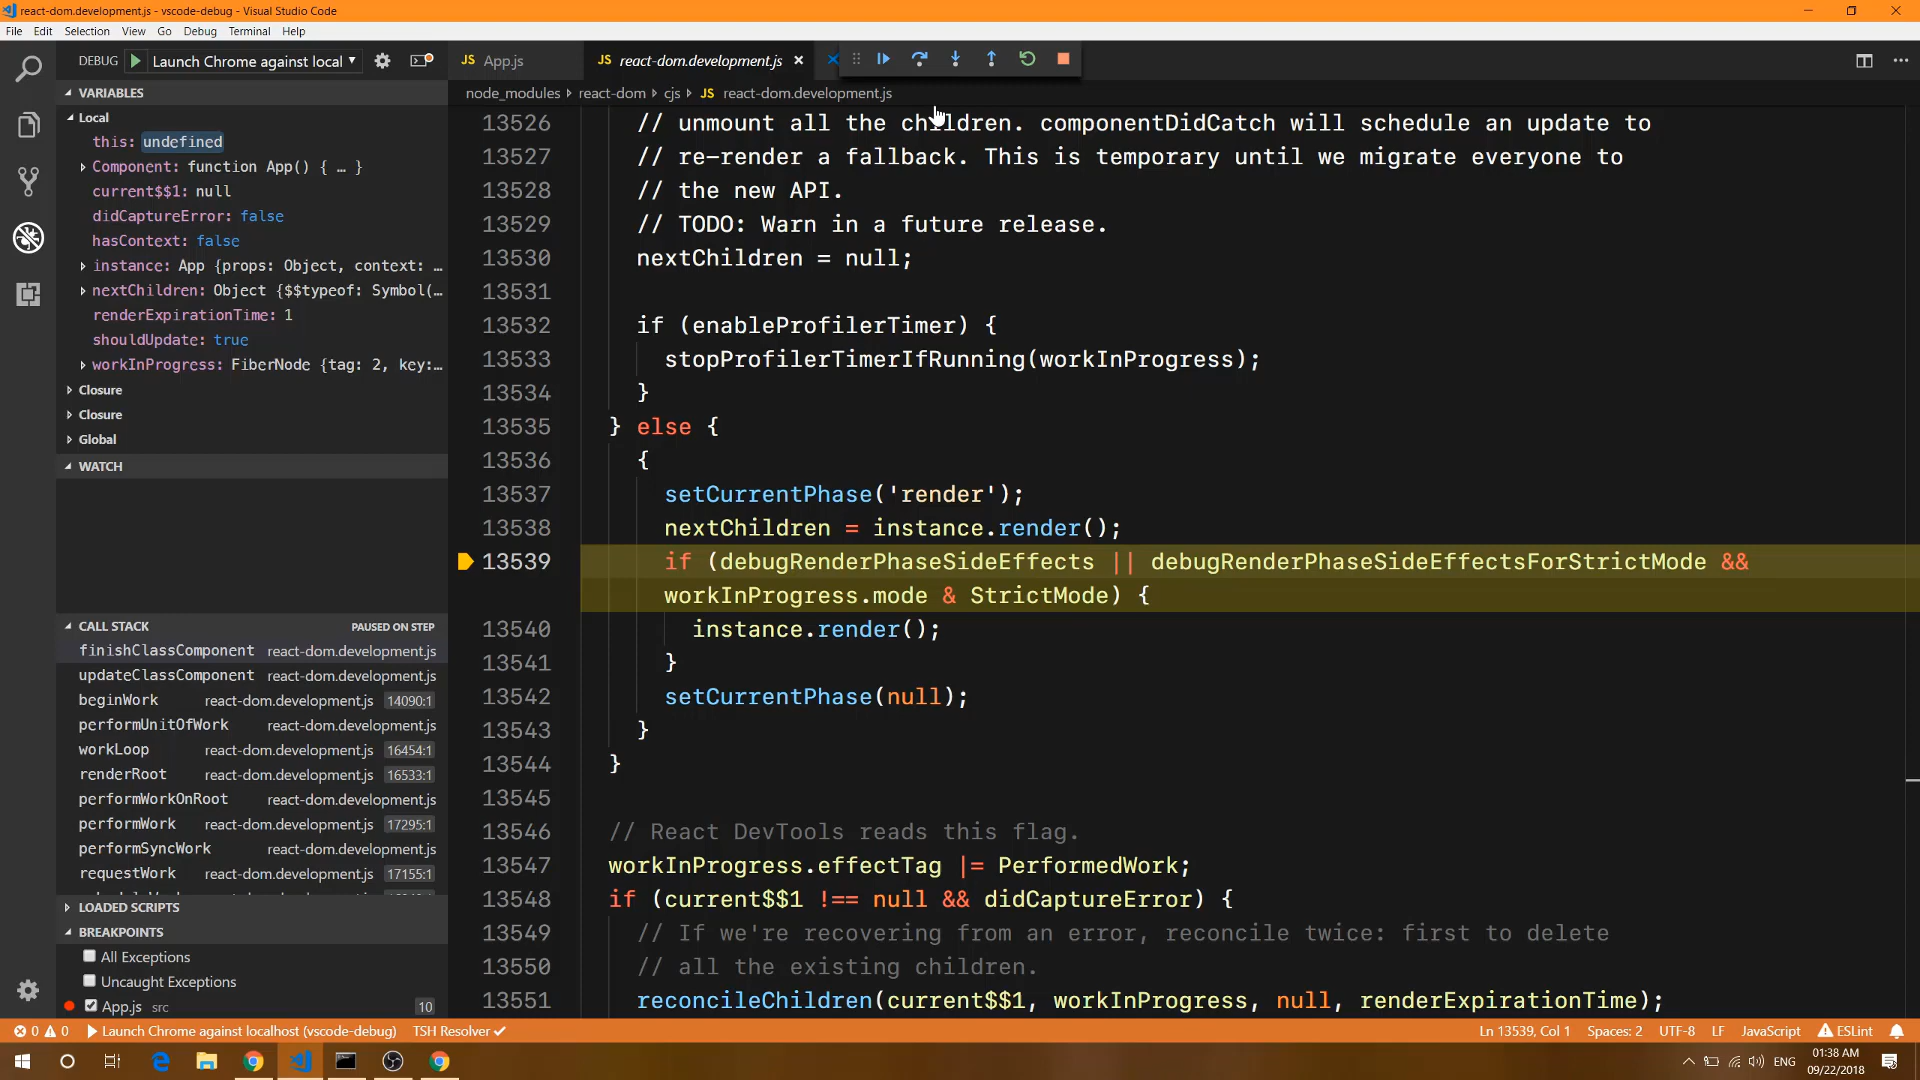 react-dom.development.js - vscode-debug - Visual Studio Code
File Edit Selection View Go Debug Terminal Help
DEBUG Launch Chrome against local
JS App.js
JS react-dom.development.js
node_modules react-dom cjs JS react-dom.development.js
VARIABLES
Local
this: undefined
Component: function App() { … }
current$$1: null
didCaptureError: false
hasContext: false
instance: App {props: Object, context: …
nextChildren: Object {$$typeof: Symbol(…
renderExpirationTime: 1
shouldUpdate: true
workInProgress: FiberNode {tag: 2, key:…
Closure
Closure
Global
WATCH
CALL STACK PAUSED ON STEP
finishClassComponent react-dom.development.js
updateClassComponent react-dom.development.js
beginWork react-dom.development.js 14090:1
performUnitOfWork react-dom.development.js
workLoop react-dom.development.js 16454:1
renderRoot react-dom.development.js 16533:1
performWorkOnRoot react-dom.development.js
performWork react-dom.development.js 17295:1
performSyncWork react-dom.development.js
requestWork react-dom.development.js 17155:1
LOADED SCRIPTS
BREAKPOINTS
All Exceptions
Uncaught Exceptions
App.js src 10
13526 // unmount all the children. componentDidCatch will schedule an update to
13527 // re-render a fallback. This is temporary until we migrate everyone to
13528 // the new API.
13529 // TODO: Warn in a future release.
13530 nextChildren = null;
13531
13532 if (enableProfilerTimer) {
13533 stopProfilerTimerIfRunning(workInProgress);
13534 }
13535 } else {
13536 {
13537 setCurrentPhase('render');
13538 nextChildren = instance.render();
13539 if (debugRenderPhaseSideEffects || debugRenderPhaseSideEffectsForStrictMode &&
workInProgress.mode & StrictMode) {
13540 instance.render();
13541 }
13542 setCurrentPhase(null);
13543 }
13544 }
13545
13546 // React DevTools reads this flag.
13547 workInProgress.effectTag |= PerformedWork;
13548 if (current$$1 !== null && didCaptureError) {
13549 // If we're recovering from an error, reconcile twice: first to delete
13550 // all the existing children.
13551 reconcileChildren(current$$1, workInProgress, null, renderExpirationTime);
0 0 Launch Chrome against localhost (vscode-debug) TSH Resolver
Ln 13539, Col 1 Spaces: 2 UTF-8 LF JavaScript ESLint
ENG
01:38 AM
09/22/2018